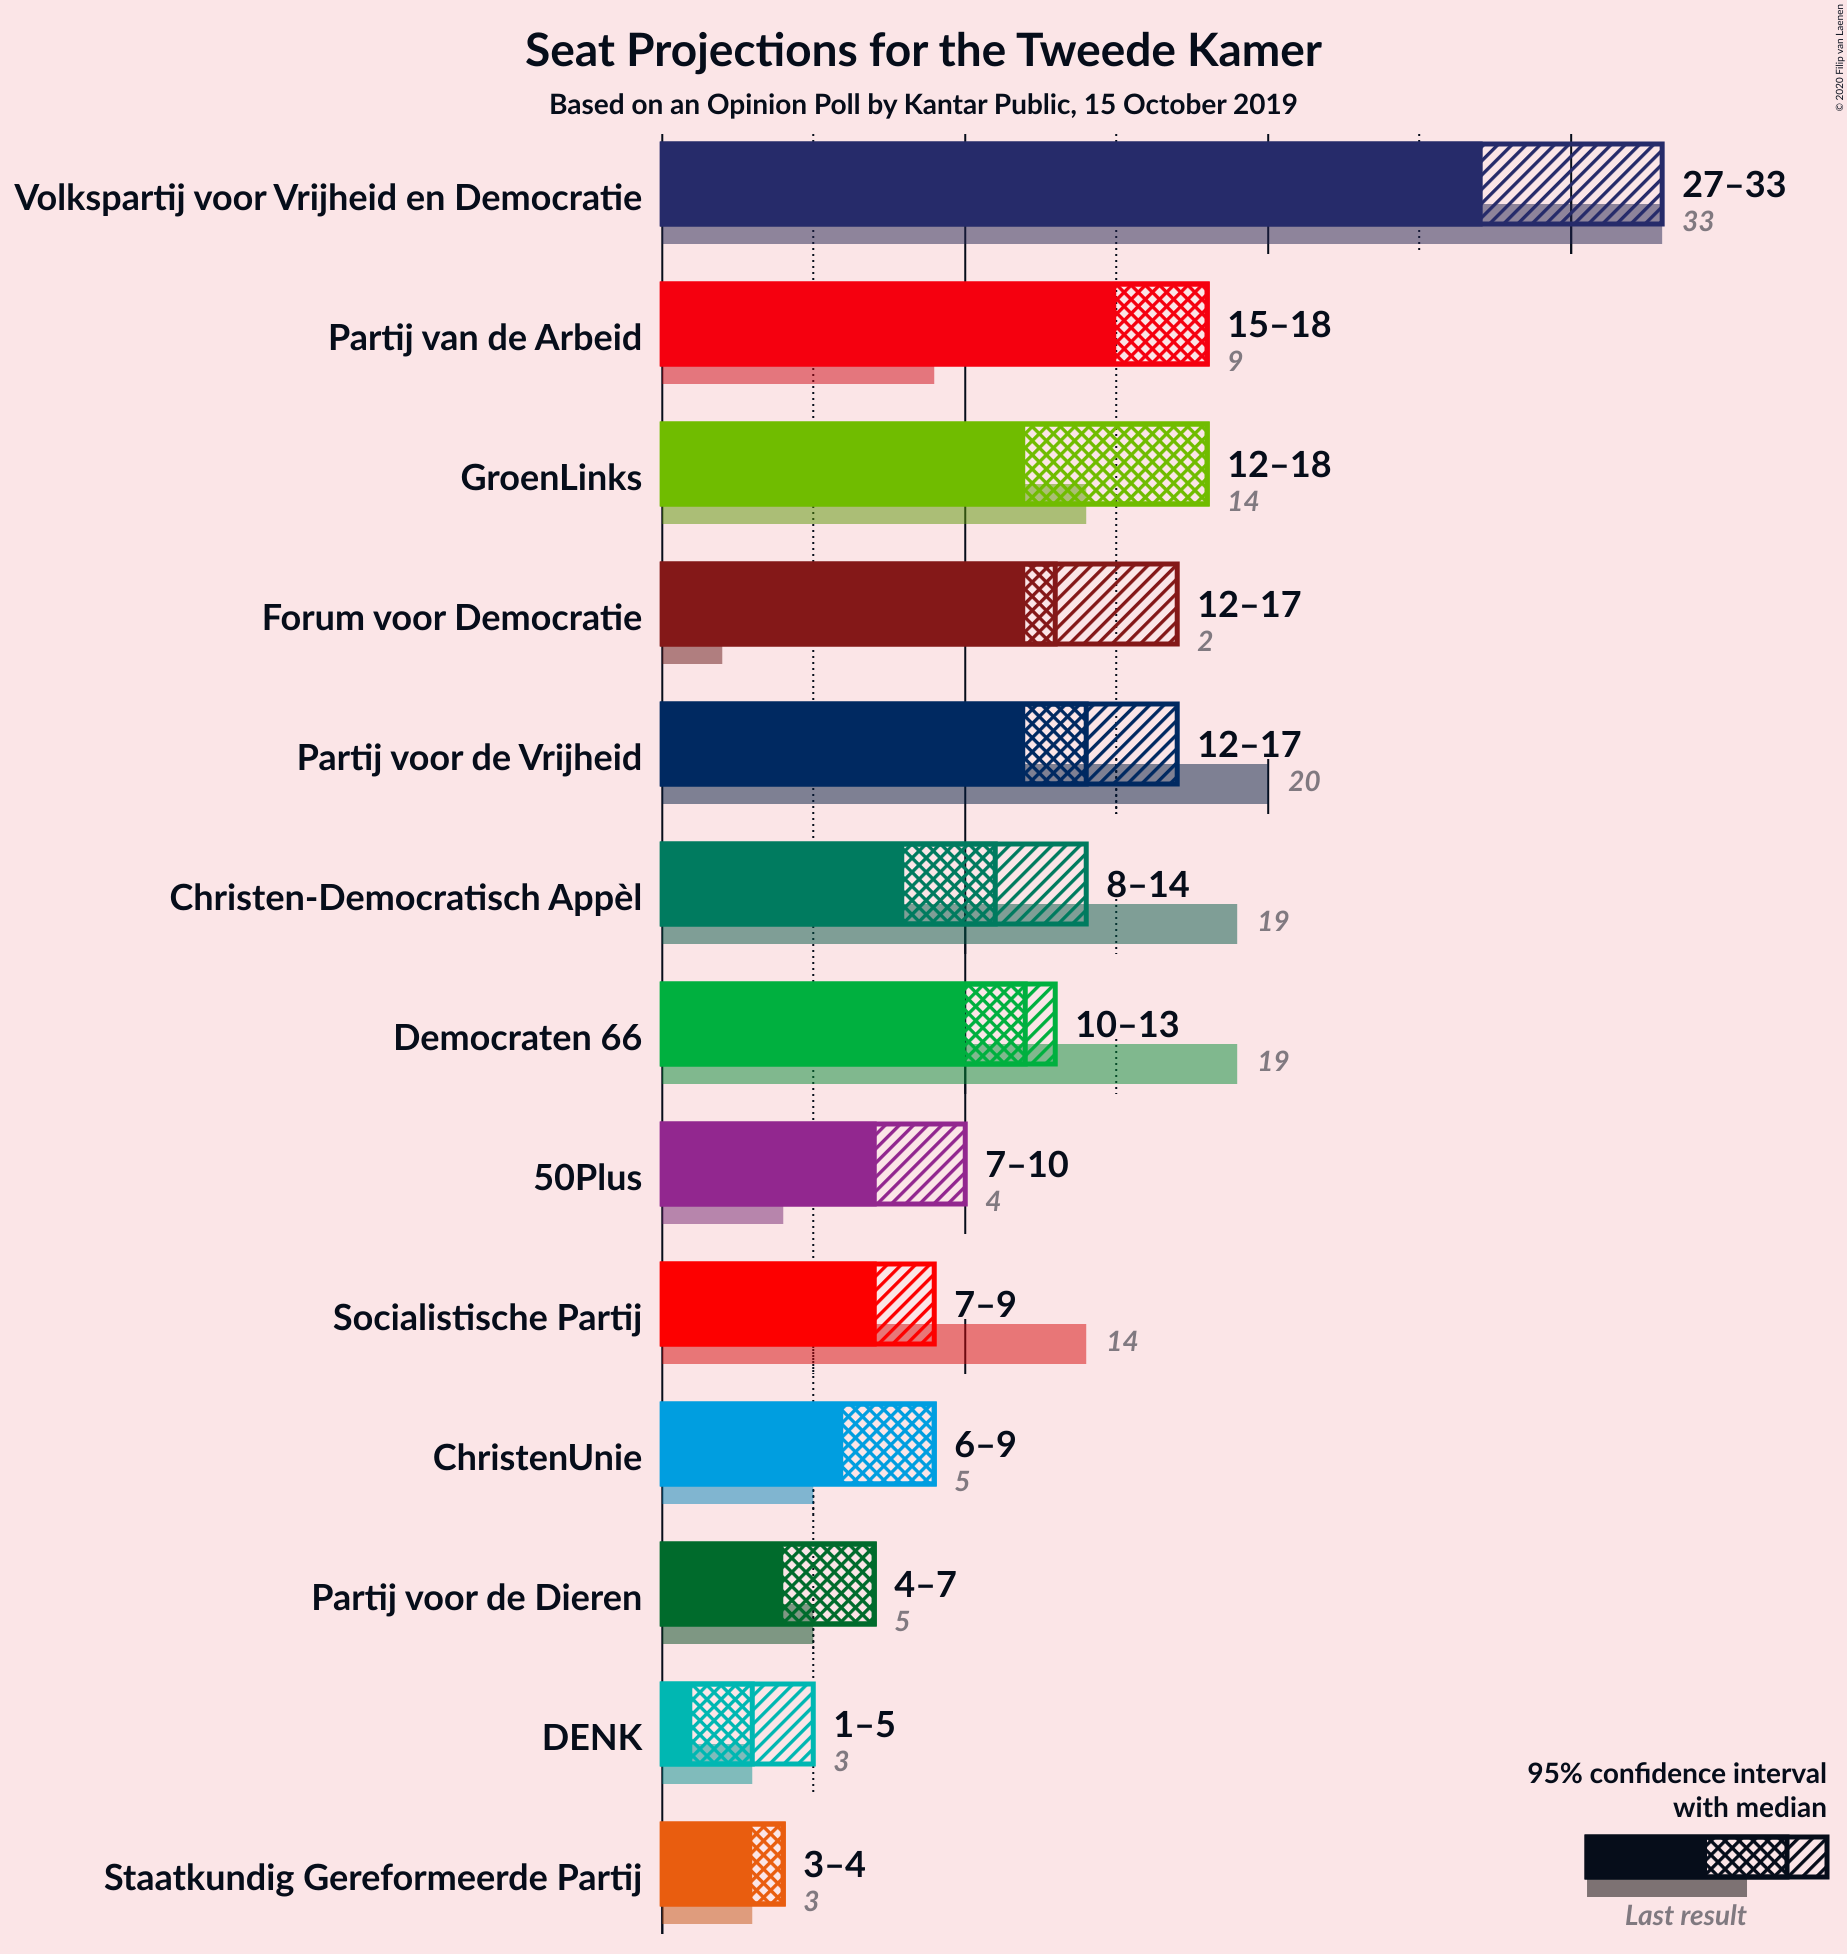 Seat Projections for the Tweede Kamer
Based on an Opinion Poll by Kantar Public, 15 October 2019
© 2020 Filip van Laenen
Volkspartij voor Vrijheid en Democratie
27–33
33
Partij van de Arbeid
15–18
9
GroenLinks
12–18
14
Forum voor Democratie
12–17
2
Partij voor de Vrijheid
12–17
20
Christen-Democratisch Appèl
8–14
19
Democraten 66
10–13
19
50Plus
7–10
4
Socialistische Partij
7–9
14
ChristenUnie
6–9
5
Partij voor de Dieren
4–7
5
DENK
1–5
3
Staatkundig Gereformeerde Partij
3–4
3
95% confidence interval
with median
Last result